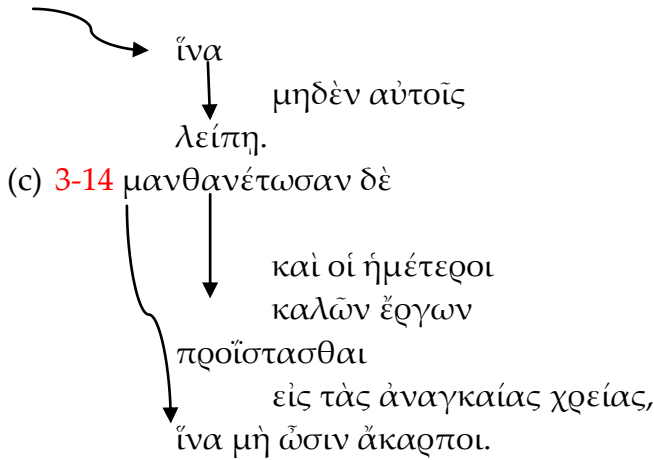 ἵνα
μηδὲν αὐτοῖς
λείπῃ.
(c) 3-14 μανθανέτωσαν δὲ
καὶ οἱ ἡμέτεροι
καλῶν ἔργων
προΐστασθαι
εἰς τὰς ἀναγκαίας χρείας,
ἵνα μὴ ὦσιν ἄκαρποι.